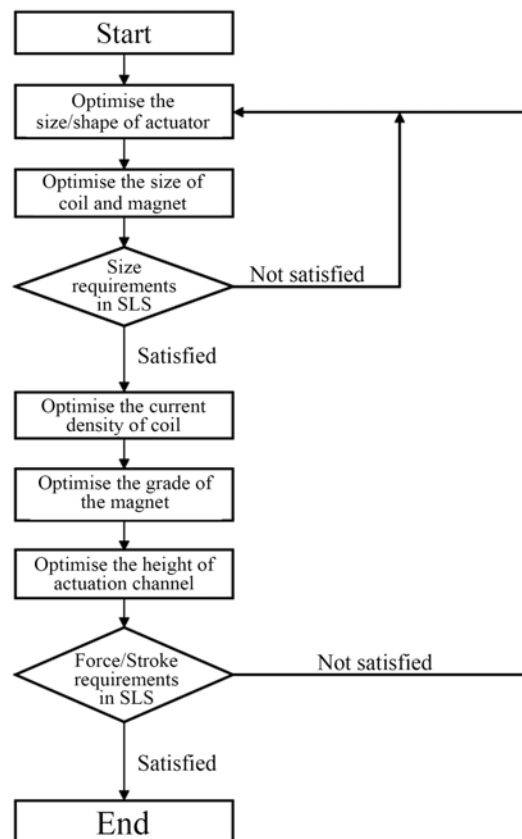 Start
Optimise the
size/shape of actuator
Optimise the size of
coil and magnet
Size
requirements
in SLS
Not satisfied
Satisfied
Optimise the current
density of coil
Optimise the grade of
the magnet
Optimise the height of
actuation channel
Force/Stroke
requirements
in SLS
Not satisfied
Satisfied
End